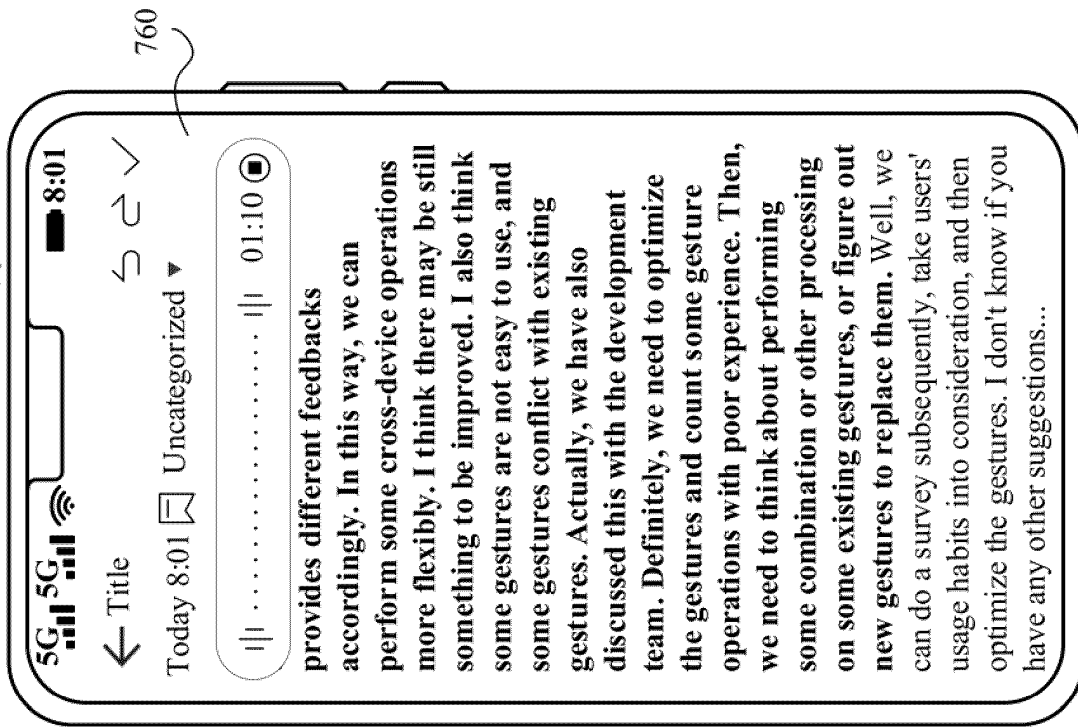 5G 5G 8:01
Title
Today 8:01 Uncategorized
01:10
760
provides different feedbacks
accordingly. In this way, we can
perform some cross-device operations
more flexibly. I think there may be still
something to be improved. I also think
some gestures are not easy to use, and
some gestures conflict with existing
gestures. Actually, we have also
discussed this with the development
team. Definitely, we need to optimize
the gestures and count some gesture
operations with poor experience. Then,
we need to think about performing
some combination or other processing
on some existing gestures, or figure out
new gestures to replace them. Well, we
can do a survey subsequently, take users'
usage habits into consideration, and then
optimize the gestures. I don't know if you
have any other suggestions...